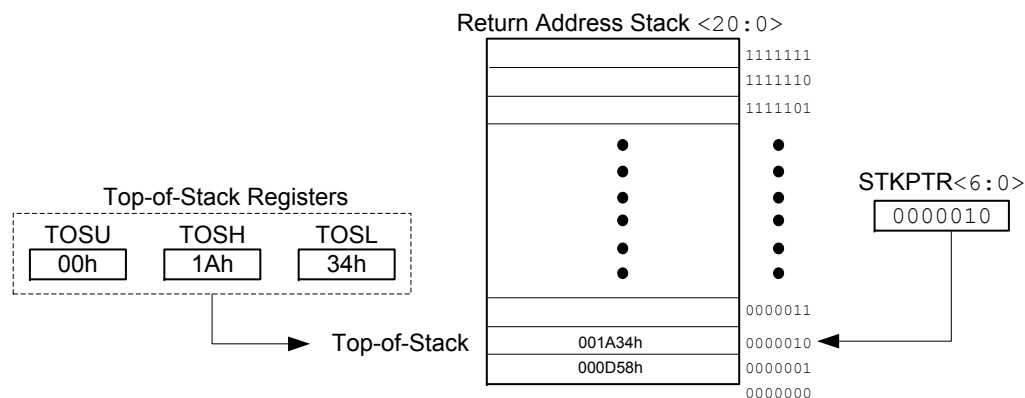 Return Address Stack <20:0>
1111111
1111110
1111101
STKPTR<6:0>
0000010
Top-of-Stack Registers
TOSU TOSH TOSL
00h 1Ah 34h
0000011
Top-of-Stack 001A34h 0000010
000D58h 0000001
0000000